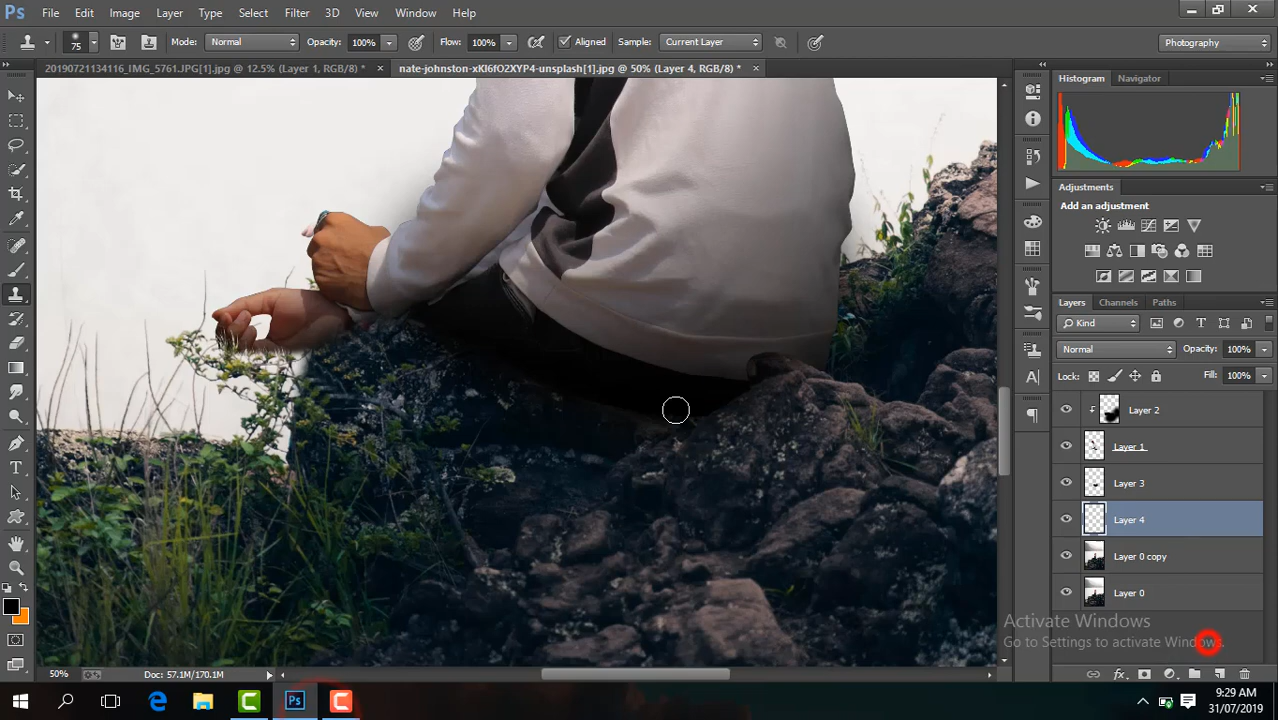 Ps File Edit Image Layer Type Select Filter 3D View Window Help
75 Mode: Normal Opacity: 100% Flow: 100% Aligned Sample: Current Layer Photography
20190721134116_IMG_5761.JPG[1].jpg @ 12.5% (Layer 1, RGB/8) * × nate-johnston-xKl6fO2XYP4-unsplash[1].jpg @ 50% (Layer 4, RGB/8) * ×
Histogram Navigator
Adjustments
Add an adjustment
Layers Channels Paths
Kind
Normal Opacity: 100%
Lock: Fill: 100%
Layer 2
Layer 1
Layer 3
Layer 4
Layer 0 copy
Layer 0
Activate Windows
Go to Settings to activate Windows.
50% Doc: 57.1M/170.1M
9:29 AM
31/07/2019